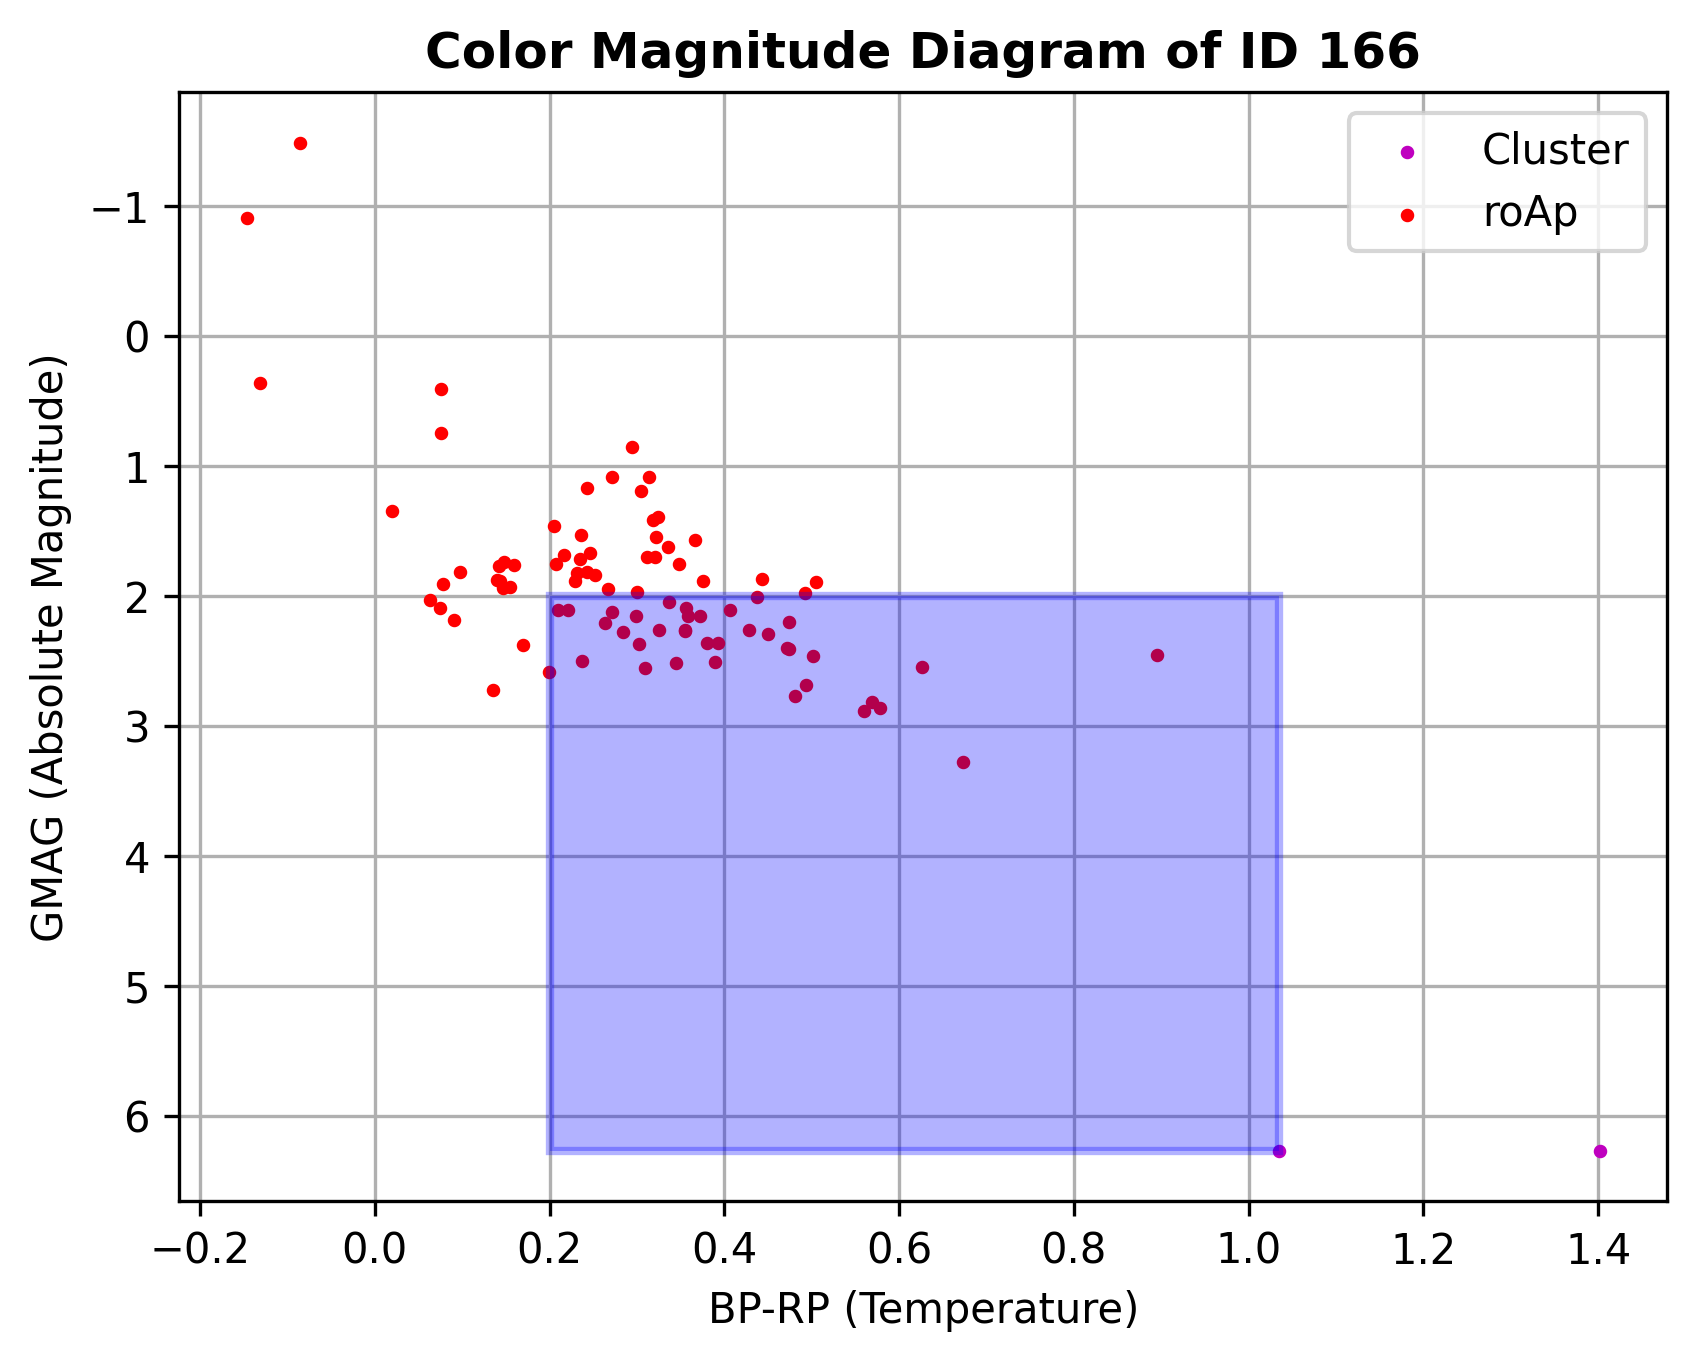 Color Magnitude Diagram of ID 166
Cluster
roAp
GMAG (Absolute Magnitude)
−1
0
1
2
3
4
5
6
−0.2 0.0 0.2 0.4 0.6 0.8 1.0 1.2 1.4
BP-RP (Temperature)